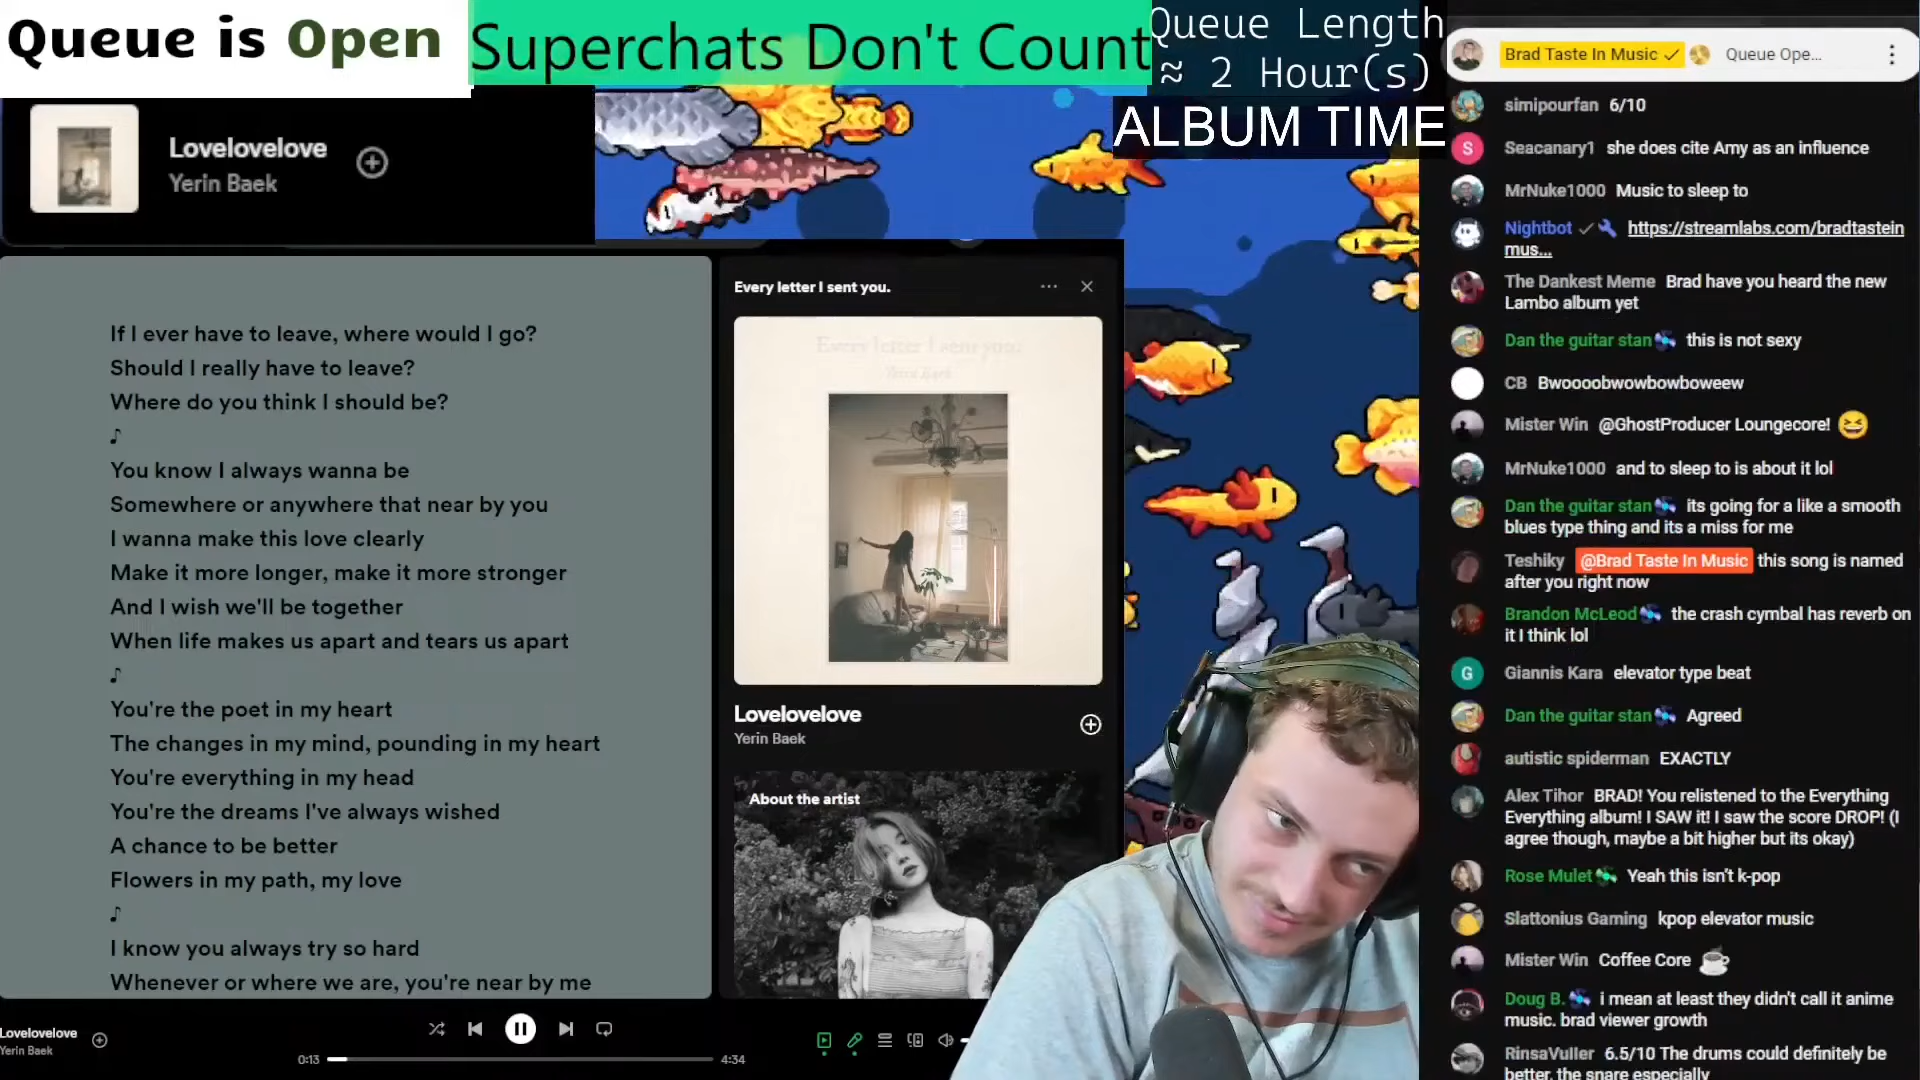 Queue is Open
Superchats Don't Count
Queue Length
≈ 2 Hour(s)
ALBUM TIME
Lovelovelove
Yerin Baek
If I ever have to leave, where would I go?
Should I really have to leave?
Where do you think I should be?
♪
You know I always wanna be
Somewhere or anywhere that near by you
I wanna make this love clearly
Make it more longer, make it more stronger
And I wish we'll be together
When life makes us apart and tears us apart
♪
You're the poet in my heart
The changes in my mind, pounding in my heart
You're everything in my head
You're the dreams I've always wished
A chance to be better
Flowers in my path, my love
♪
I know you always try so hard
Whenever or where we are, you're near by me
Every letter I sent you.
Every letter I sent you.
Yerin Baek
Lovelovelove
Yerin Baek
About the artist
Lovelovelove
Yerin Baek
0:13
4:34
Brad Taste In Music Queue Ope...
simipourfan 6/10
S
Seacanary1 she does cite Amy as an influence
MrNuke1000 Music to sleep to
Nightbot https://streamlabs.com/bradtastein
mus...
The Dankest Meme Brad have you heard the new
Lambo album yet
Dan the guitar stan this is not sexy
CB Bwoooobwowbowboweew
Mister Win @GhostProducer Loungecore!
MrNuke1000 and to sleep to is about it lol
Dan the guitar stan its going for a like a smooth
blues type thing and its a miss for me
Teshiky @Brad Taste In Music this song is named
after you right now
Brandon McLeod the crash cymbal has reverb on
it I think lol
G
Giannis Kara elevator type beat
Dan the guitar stan Agreed
autistic spiderman EXACTLY
Alex Tihor BRAD! You relistened to the Everything
Everything album! I SAW it! I saw the score DROP! (I
agree though, maybe a bit higher but its okay)
Rose Mulet Yeah this isn't k-pop
Slattonius Gaming kpop elevator music
Mister Win Coffee Core
Doug B. i mean at least they didn't call it anime
music. brad viewer growth
RinsaVuller 6.5/10 The drums could definitely be
better, the snare especially